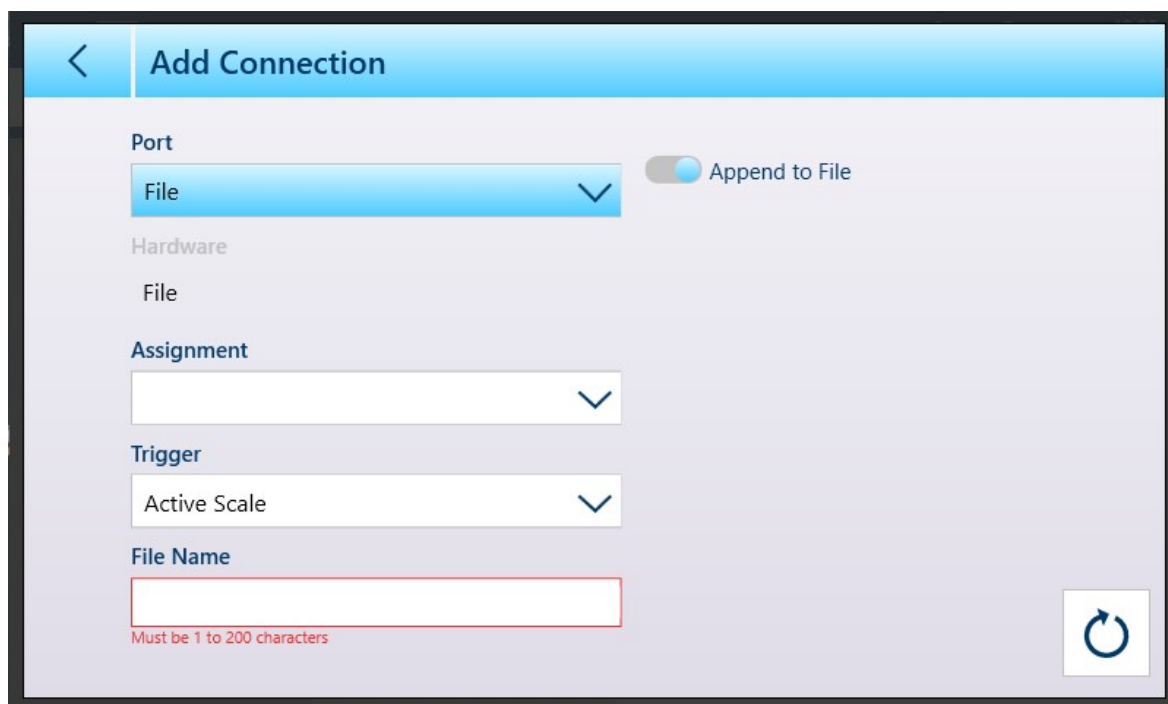 Add Connection
Port
File
Append to File
Hardware
File
Assignment
Trigger
Active Scale
File Name
Must be 1 to 200 characters